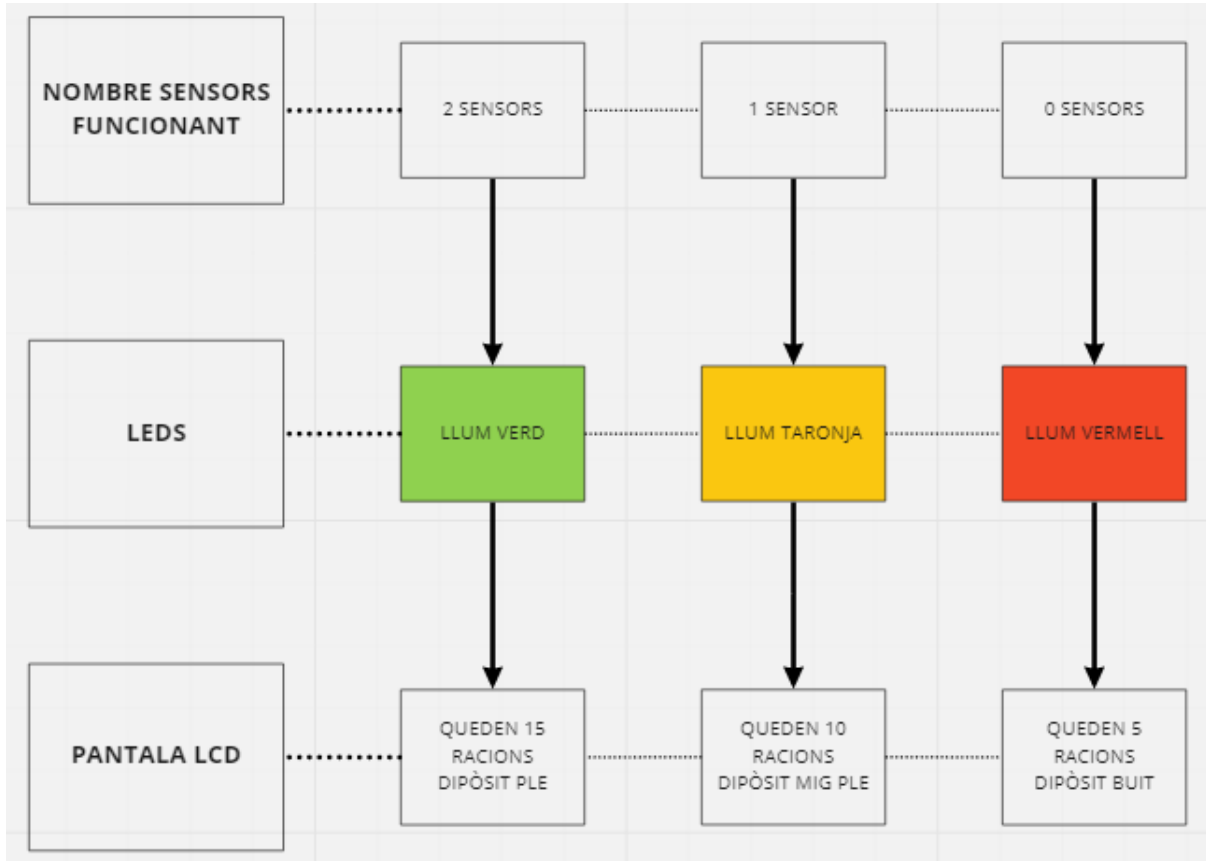 NOMBRE SENSORS
FUNCIONANT
2 SENSORS
1 SENSOR
0 SENSORS
LEDS
LLUM VERD
LLUM TARONJA
LLUM VERMELL
PANTALA LCD
QUEDEN 15
RACIONS
DIPÒSIT PLE
QUEDEN 10
RACIONS
DIPÒSIT MIG PLE
QUEDEN 5
RACIONS
DIPÒSIT BUIT